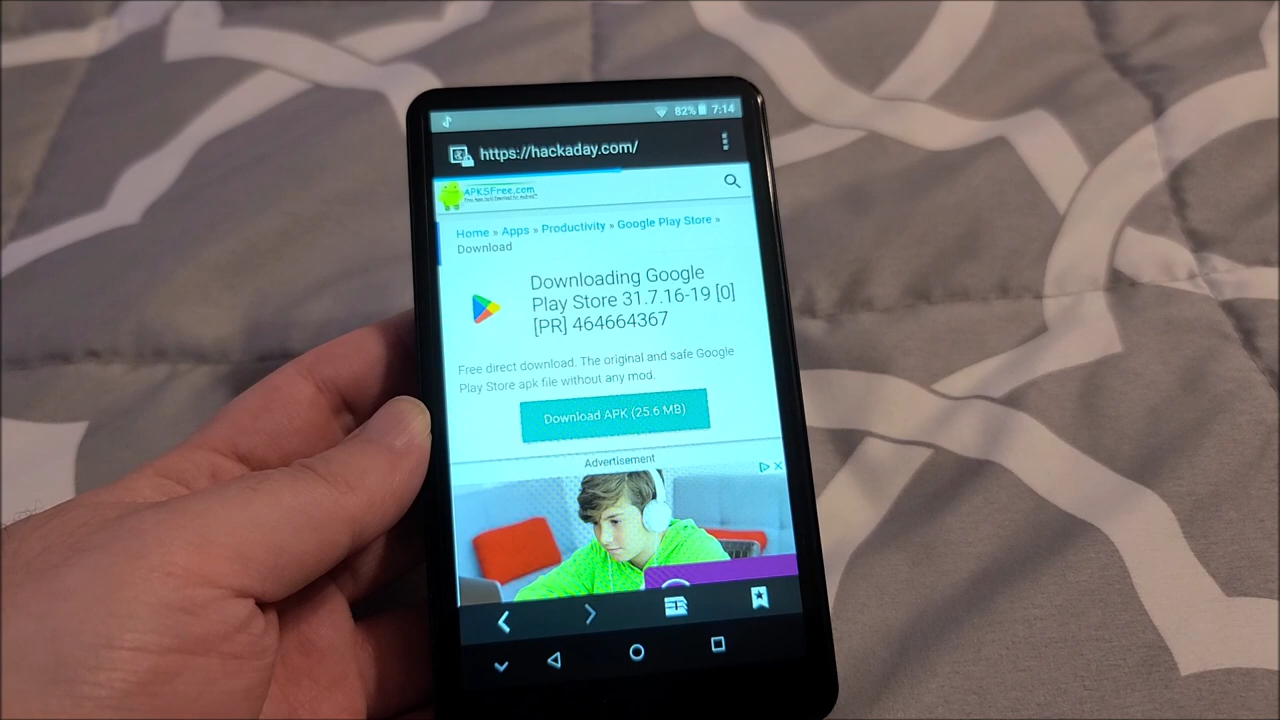 82% 7:14
https://hackaday.com/
APKSFree.com
Home » Apps » Productivity » Google Play Store »
Download
Downloading Google
Play Store 31.7.16-19 [0]
[PR] 464664367
Free direct download. The original and safe Google
Play Store apk file without any mod.
Download APK (25.6 MB)
Advertisement